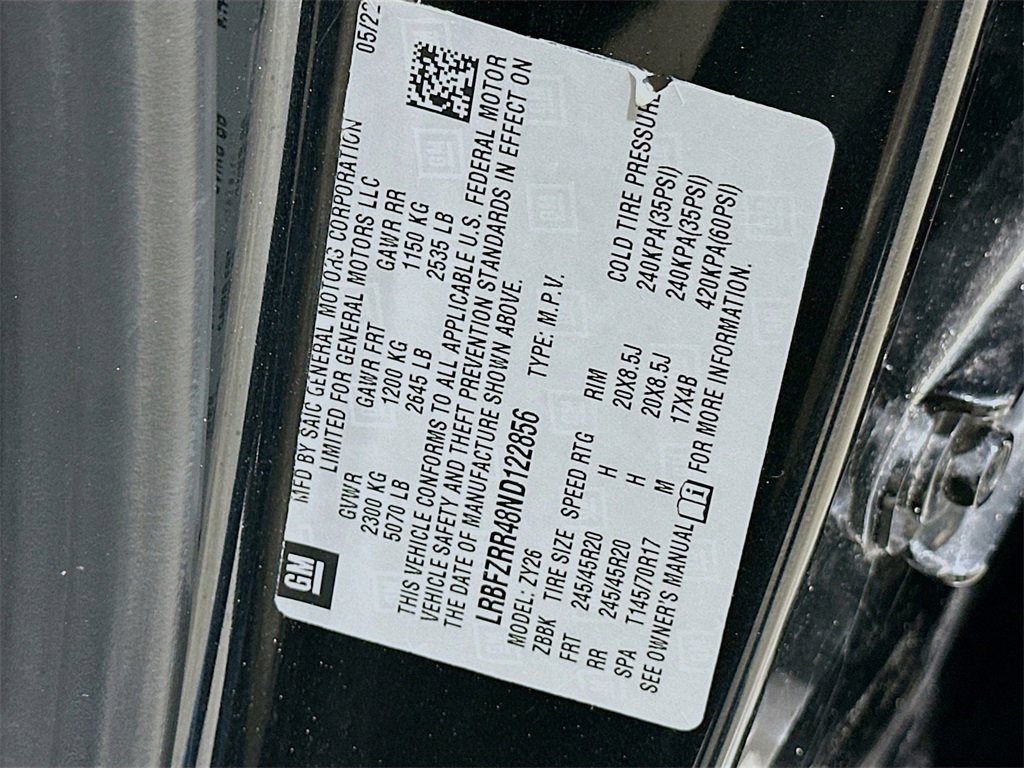 GM
MFD BY SAIC GENERAL MOTORS CORPORATION 05/22
LIMITED FOR GENERAL MOTORS LLC
GVWR GAWR FRT GAWR RR
2300 KG 1200 KG 1150 KG
5070 LB 2645 LB 2535 LB
THIS VEHICLE CONFORMS TO ALL APPLICABLE U.S. FEDERAL MOTOR
VEHICLE SAFETY AND THEFT PREVENTION STANDARDS IN EFFECT ON
THE DATE OF MANUFACTURE SHOWN ABOVE.
LRBFZRR48ND122856 TYPE: M.P.V.
MODEL: ZY26
ZBBK TIRE SIZE SPEED RTG RIM COLD TIRE PRESSURE
FRT 245/45R20 H 20X8.5J 240KPA(35PSI)
RR 245/45R20 H 20X8.5J 240KPA(35PSI)
SPA T145/70R17 M 17X4B 420KPA(60PSI)
SEE OWNER'S MANUAL i FOR MORE INFORMATION.